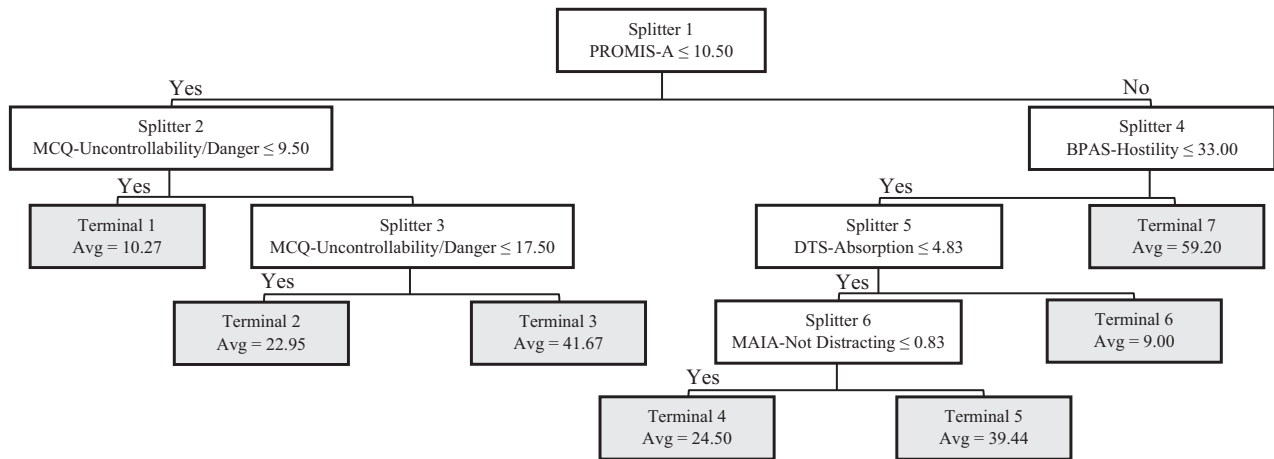 Splitter 1
PROMIS-A ≤ 10.50
Yes
No
Splitter 2
MCQ-Uncontrollability/Danger ≤ 9.50
Splitter 4
BPAS-Hostility ≤ 33.00
Yes
Yes
Terminal 1
Avg = 10.27
Splitter 3
MCQ-Uncontrollability/Danger ≤ 17.50
Splitter 5
DTS-Absorption ≤ 4.83
Terminal 7
Avg = 59.20
Yes
Yes
Terminal 2
Avg = 22.95
Terminal 3
Avg = 41.67
Splitter 6
MAIA-Not Distracting ≤ 0.83
Terminal 6
Avg = 9.00
Yes
Terminal 4
Avg = 24.50
Terminal 5
Avg = 39.44